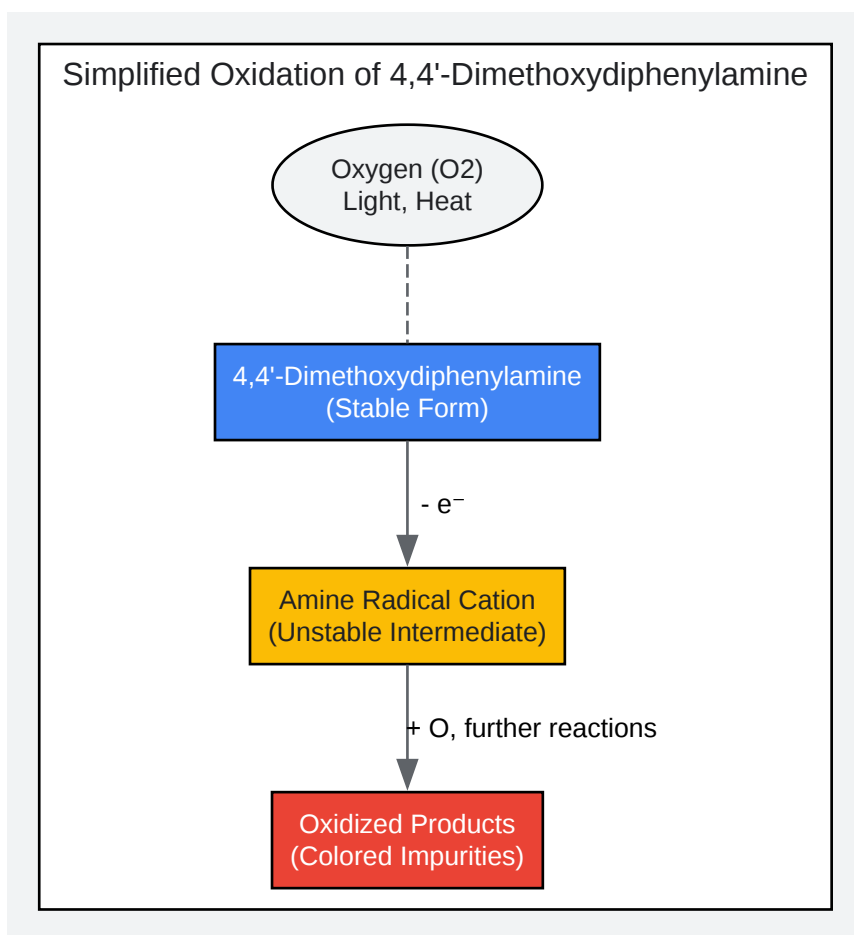 Simplified Oxidation of 4,4'-Dimethoxydiphenylamine
Oxygen (O2)
Light, Heat
4,4'-Dimethoxydiphenylamine
(Stable Form)
- e⁻
Amine Radical Cation
(Unstable Intermediate)
+ O, further reactions
Oxidized Products
(Colored Impurities)